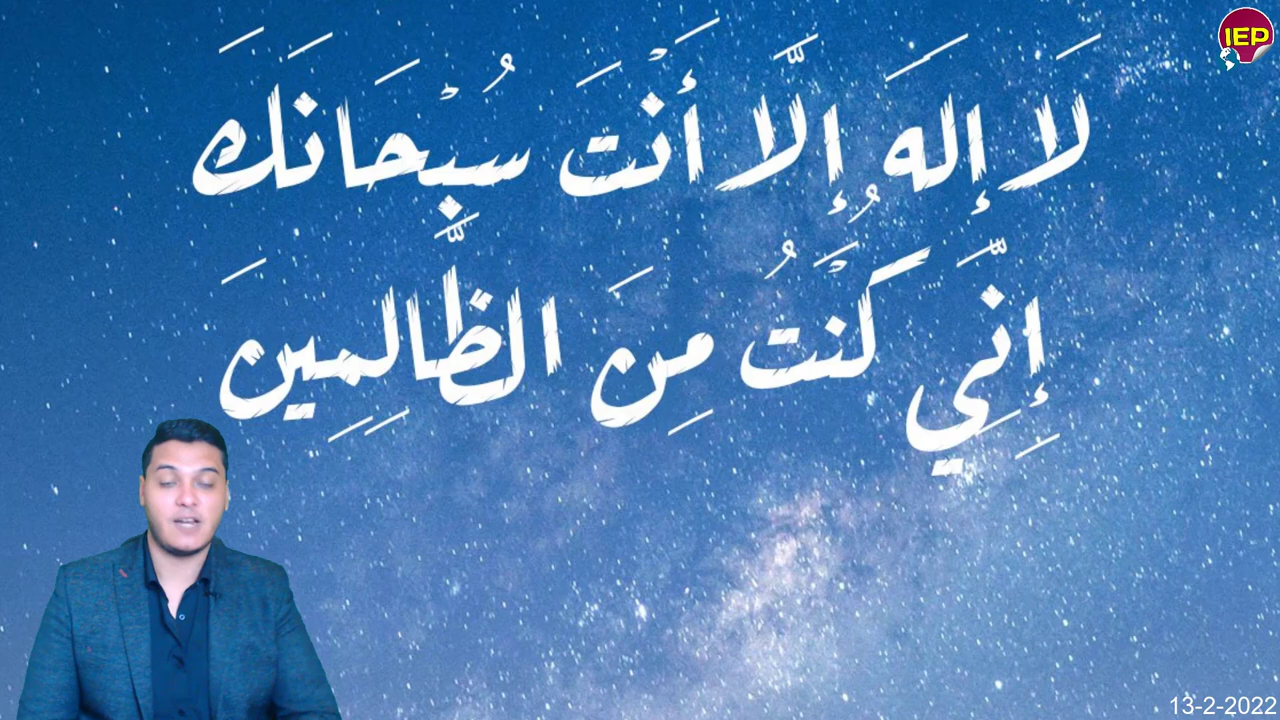 لَا إِلَهَ إِلَّا أَنْتَ سُبْحَانَكَ
إِنِّي كُنْتُ مِنَ الظَّالِمِينَ
IEP
13-2-2022